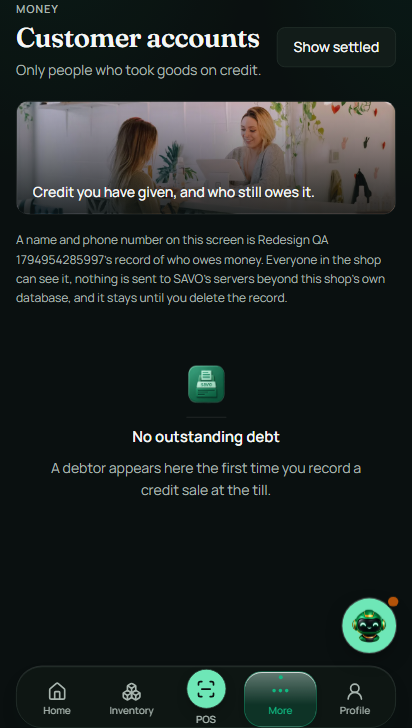 MONEY
Customer accounts
Show settled
Only people who took goods on credit.
Credit you have given, and who still owes it.
A name and phone number on this screen is Redesign QA
1794954285997's record of who owes money. Everyone in the shop
can see it, nothing is sent to SAVO's servers beyond this shop's own
database, and it stays until you delete the record.
No outstanding debt
A debtor appears here the first time you record a
credit sale at the till.
Home
Inventory
POS
More
Profile